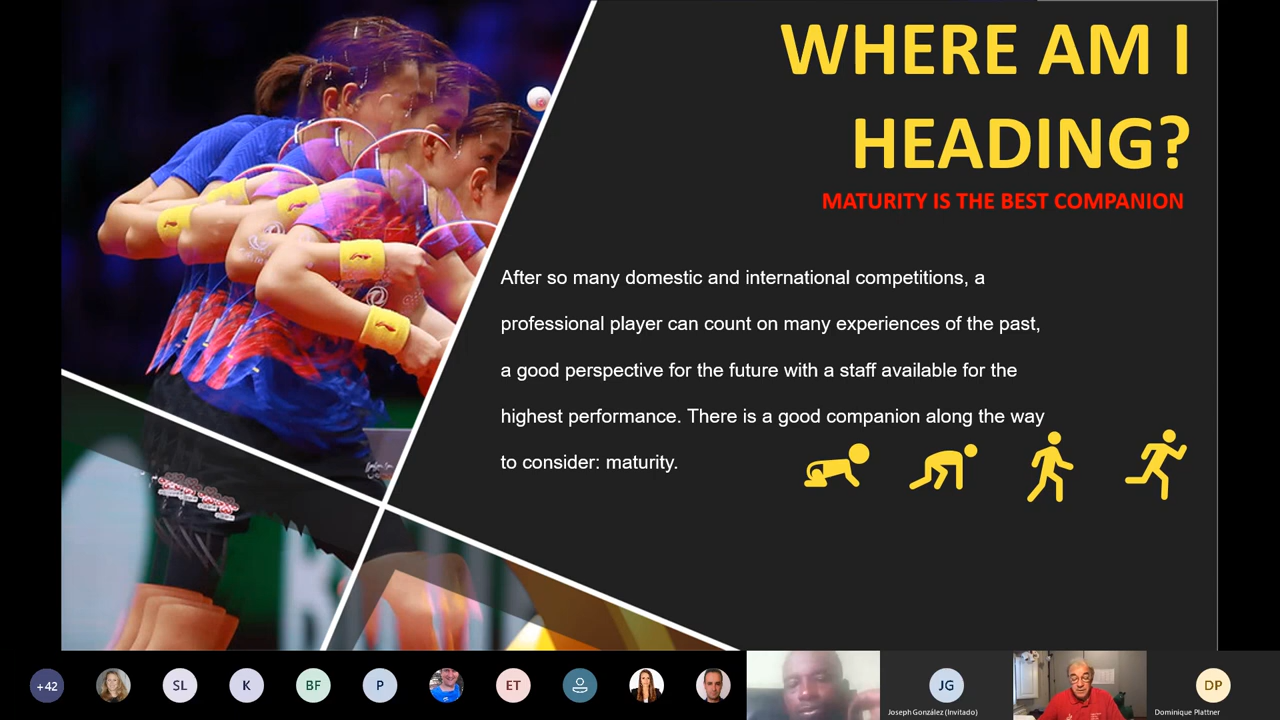 WHERE AM I
HEADING?
MATURITY IS THE BEST COMPANION
After so many domestic and international competitions, a
professional player can count on many experiences of the past,
a good perspective for the future with a staff available for the
highest performance. There is a good companion along the way
to consider: maturity.
+42
SL
K
BF
P
ET
JG
DP
Joseph González (Invitado)
Dominique Plattner